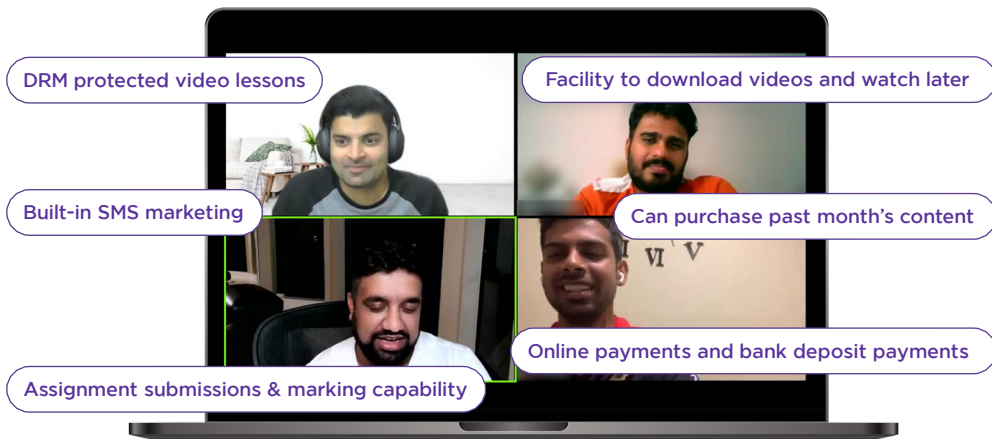 DRM protected video lessons
Facility to download videos and watch later
Built-in SMS marketing
Can purchase past month's content
VI V
Online payments and bank deposit payments
Assignment submissions & marking capability